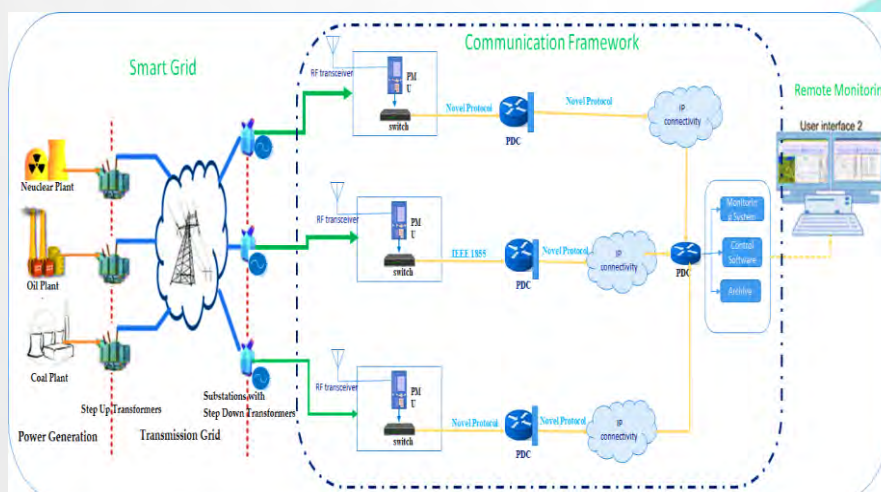 Smart Grid
Communication Framework
Remote Monitorin
User interface 2
Neuclear Plant
Oil Plant
Coal Plant
Step Up Transformers
Substations with
Step Down Transformers
Power Generation
Transmission Grid
RF transceiver
PM
U
switch
Novel Protocol
PDC
Novel Protocol
IP
connectivity
RF transceiver
PM
U
switch
IEEE 1855
PDC
Novel Protocol
IP
connectivity
PDC
Monitorin
g System
Control
Software
Archive
RF transceiver
PM
U
switch
Novel Protocol
PDC
Novel Protocol
IP
connectivity